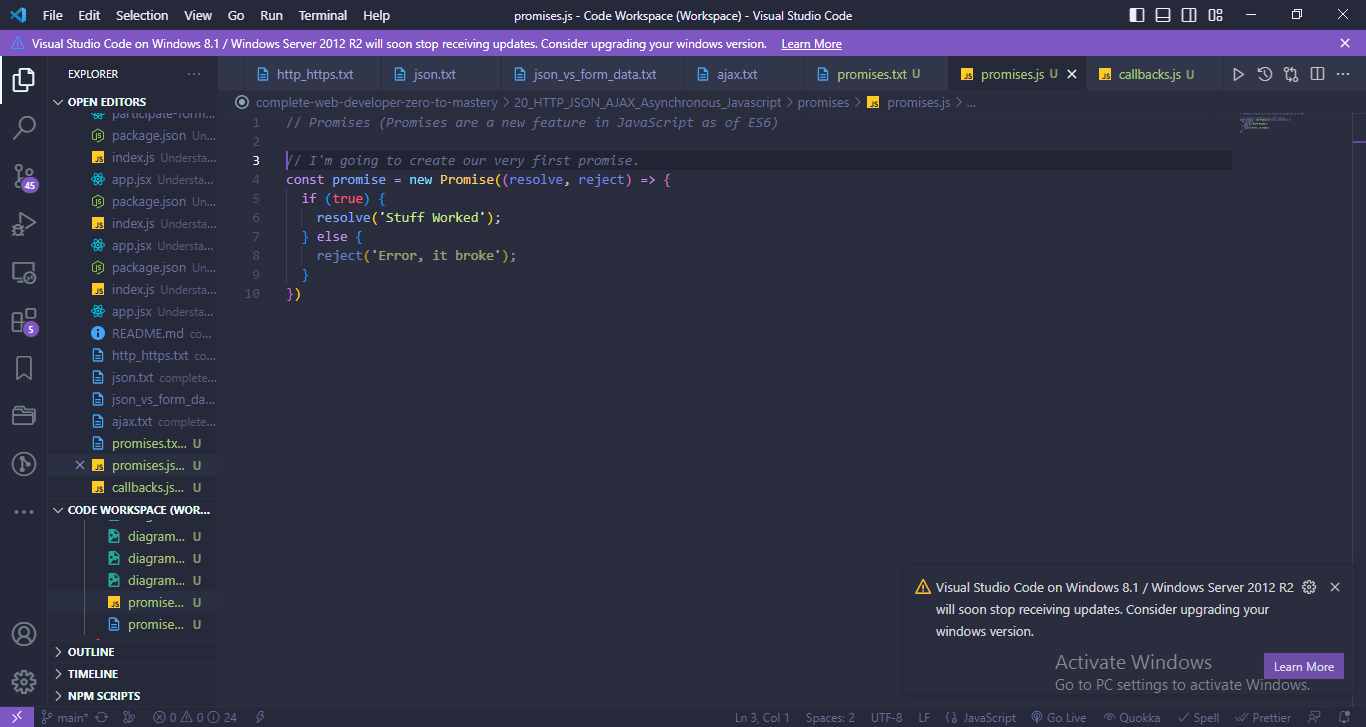 File Edit Selection View Go Run Terminal Help promises.js - Code Workspace (Workspace) - Visual Studio Code
Visual Studio Code on Windows 8.1 / Windows Server 2012 R2 will soon stop receiving updates. Consider upgrading your windows version. Learn More
EXPLORER ...
http_https.txt json.txt json_vs_form_data.txt ajax.txt promises.txt U promises.js U callbacks.js U
OPEN EDITORS
complete-web-developer-zero-to-mastery > 20_HTTP_JSON_AJAX_Asynchronous_Javascript > promises > promises.js > ...
participate-form...
package.json Un...
index.js Understa...
app.jsx Understa...
package.json Un...
index.js Understa...
app.jsx Understa...
package.json Un...
index.js Understa...
app.jsx Understa...
README.md co...
http_https.txt co...
json.txt complete...
json_vs_form_da...
ajax.txt complete...
promises.tx... U
promises.js... U
callbacks.js... U
CODE WORKSPACE (WOR...
diagram... U
diagram... U
diagram... U
promise... U
promise... U
OUTLINE
TIMELINE
NPM SCRIPTS
45
5
1 // Promises (Promises are a new feature in JavaScript as of ES6)
2
3 // I'm going to create our very first promise.
4 const promise = new Promise((resolve, reject) => {
5 if (true) {
6 resolve('Stuff Worked');
7 } else {
8 reject('Error, it broke');
9 }
10 })
Visual Studio Code on Windows 8.1 / Windows Server 2012 R2
will soon stop receiving updates. Consider upgrading your
windows version.
Learn More
Activate Windows
Go to PC settings to activate Windows.
main* 0 0 24 Ln 3, Col 1 Spaces: 2 UTF-8 LF {} JavaScript Go Live Quokka Spell Prettier